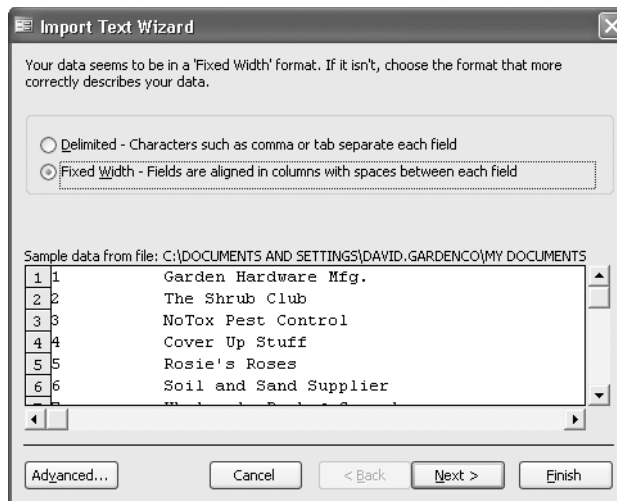 Import Text Wizard
Your data seems to be in a 'Fixed Width' format. If it isn't, choose the format that more
correctly describes your data.
Delimited - Characters such as comma or tab separate each field
Fixed Width - Fields are aligned in columns with spaces between each field
Sample data from file: C:\DOCUMENTS AND SETTINGS\DAVID.GARDENCO\MY DOCUMENTS
1 1 Garden Hardware Mfg.
2 2 The Shrub Club
3 3 NoTox Pest Control
4 4 Cover Up Stuff
5 5 Rosie's Roses
6 6 Soil and Sand Supplier
Advanced... Cancel < Back Next > Finish